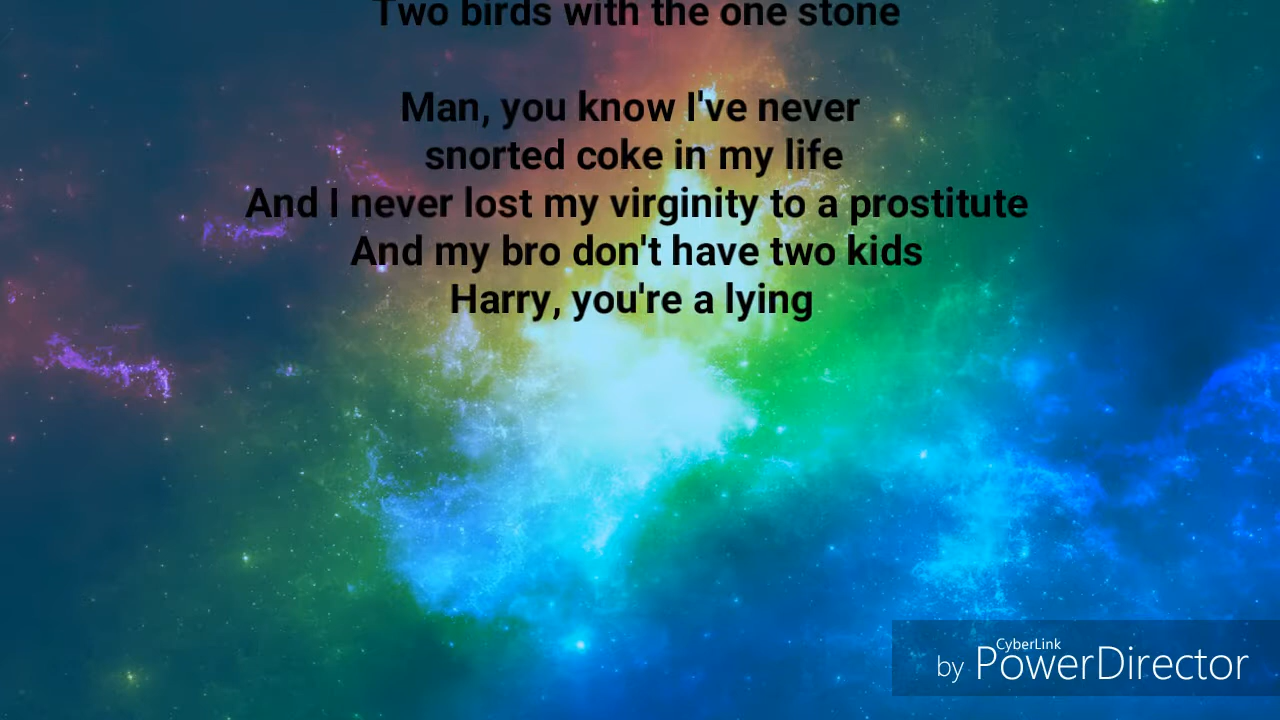 Two birds with the one stone
Man, you know I've never
snorted coke in my life
And I never lost my virginity to a prostitute
And my bro don't have two kids
Harry, you're a lying
CyberLink
by PowerDirector